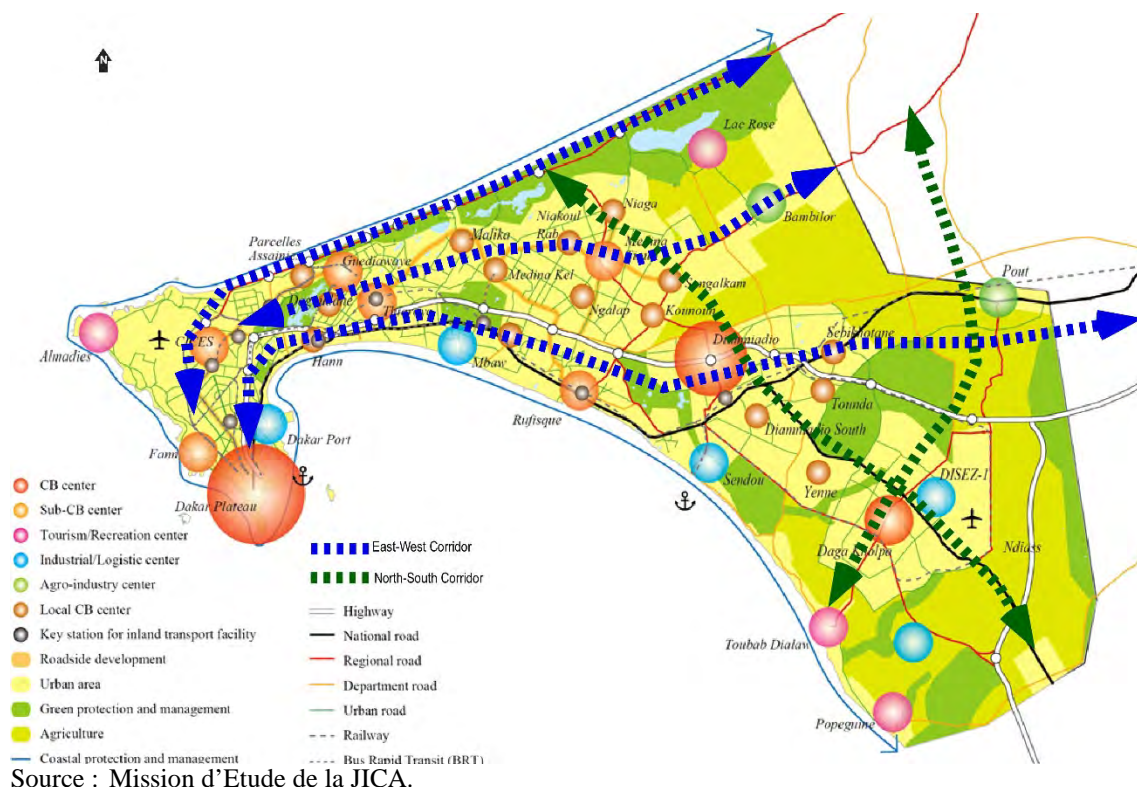 N
Lac Rose
Niaga
Niakoul
Rab
Bambilor
Malika
Parcelles
Assainie
Guediawaye
Medina Kel
Pout
Ngalap
Kounoun
Diamniadio
Sebikhotane
CICES
Almadies
Hann
Mbaw
Rufisque
Tounda
Diamniadio South
Dakar Port
Fann
Sendou
Yenne
DISEZ-1
Dakar Plateau
Daga Kholpa
Ndiass
Toubab Dialaw
Popeguine
CB center
Sub-CB center
Tourism/Recreation center
Industrial/Logistic center
Agro-industry center
Local CB center
Key station for inland transport facility
Roadside development
Urban area
Green protection and management
Agriculture
Coastal protection and management
East-West Corridor
North-South Corridor
Highway
National road
Regional road
Department road
Urban road
Railway
Bus Rapid Transit (BRT)
Source : Mission d'Etude de la JICA.